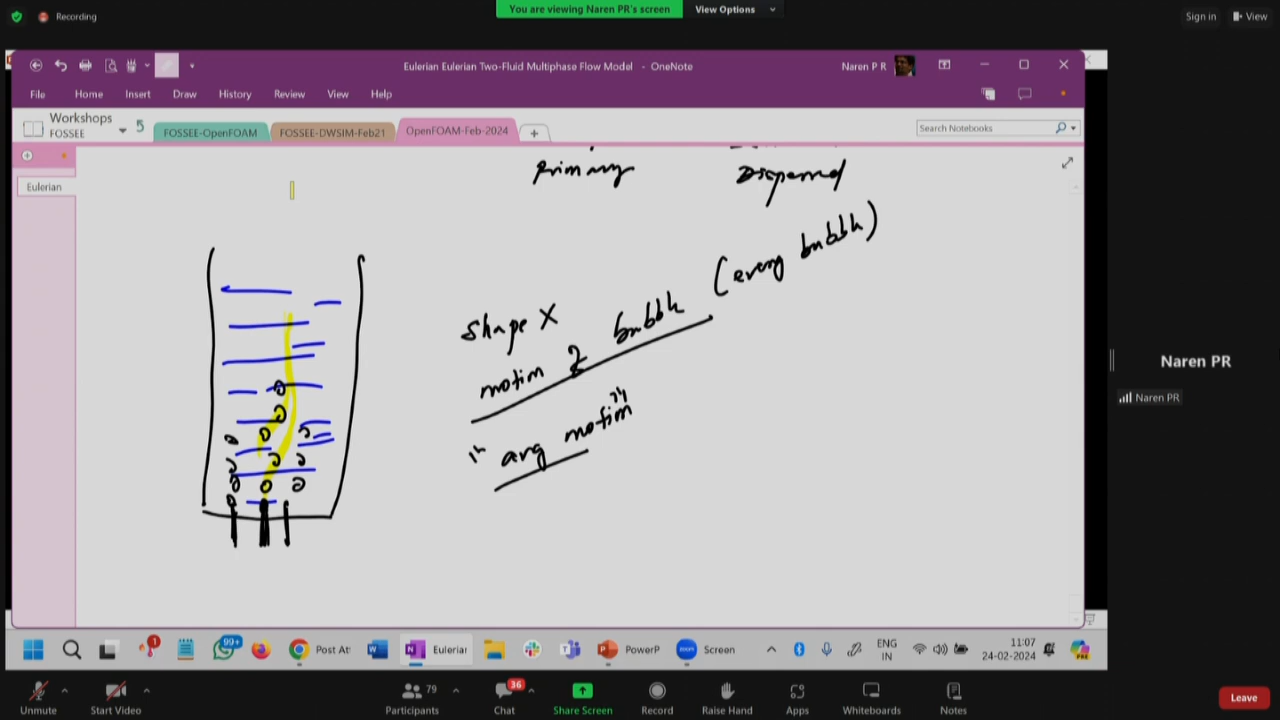 Recording
You are viewing Naren PR's screen
View Options
Sign in
View
Eulerian Eulerian Two-Fluid Multiphase Flow Model - OneNote
Naren P R
File Home Insert Draw History Review View Help
Workshops
FOSSEE
FOSSEE-OpenFOAM
FOSSEE-DWSIM-Feb21
OpenFOAM-Feb-2024
Search Notebooks
Eulerian
Primary
Dispersed
(every bubble)
shape X
motion & bubble
"avg motion"
Naren PR
Naren PR
1
99+
Post At
Eulerian
PowerP
zoom
Screen
ENG
IN
11:07
24-02-2024
PRE
Unmute
Start Video
79
Participants
36
Chat
Share Screen
Record
Raise Hand
Apps
Whiteboards
Notes
Leave